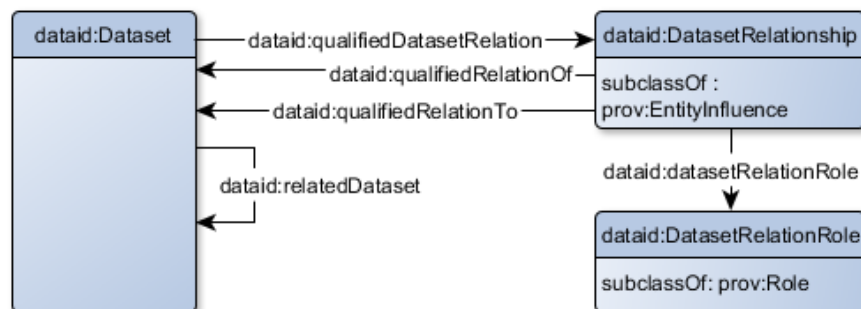 dataid:Dataset
dataid:qualifiedDatasetRelation
dataid:DatasetRelationship
dataid:qualifiedRelationOf
subclassOf :
prov:EntityInfluence
dataid:qualifiedRelationTo
dataid:relatedDataset
dataid:datasetRelationRole
dataid:DatasetRelationRole
subclassOf: prov:Role